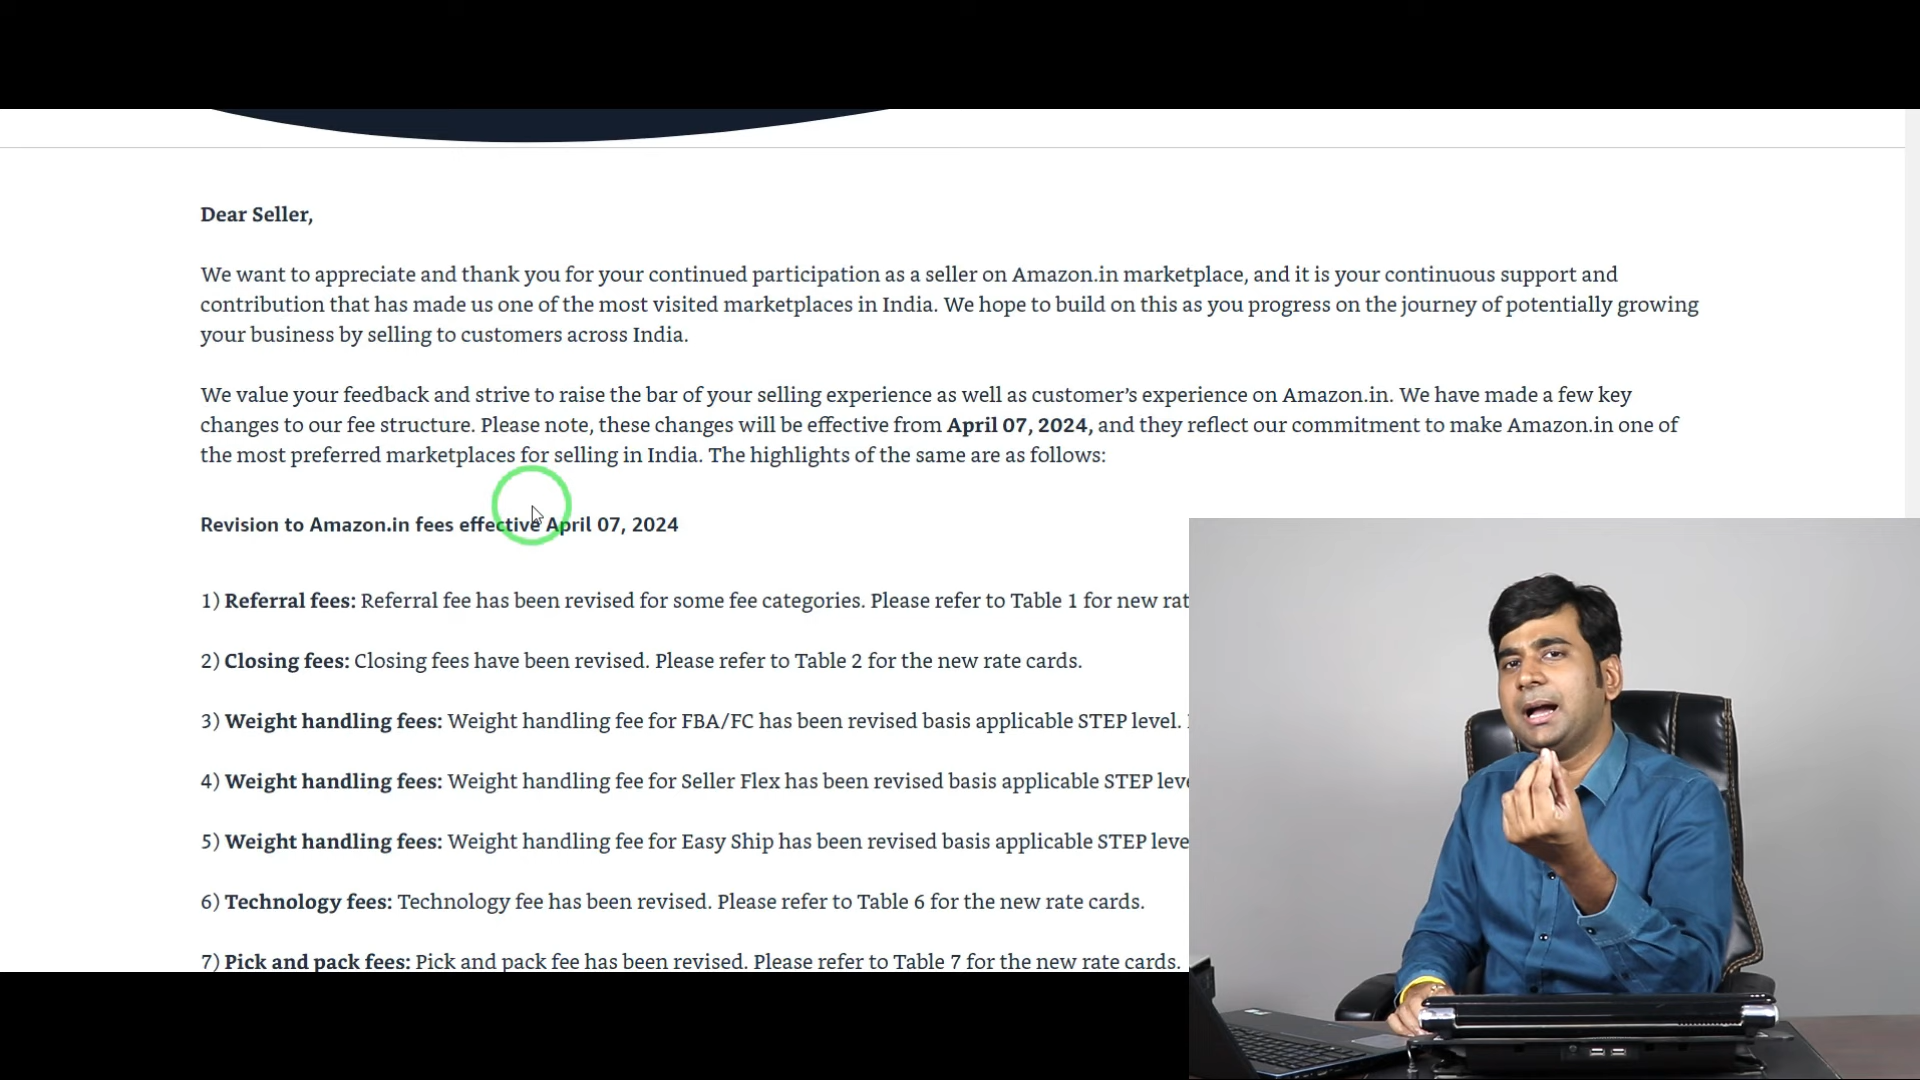 Dear Seller,
We want to appreciate and thank you for your continued participation as a seller on Amazon.in marketplace, and it is your continuous support and
contribution that has made us one of the most visited marketplaces in India. We hope to build on this as you progress on the journey of potentially growing
your business by selling to customers across India.
We value your feedback and strive to raise the bar of your selling experience as well as customer’s experience on Amazon.in. We have made a few key
changes to our fee structure. Please note, these changes will be effective from April 07, 2024, and they reflect our commitment to make Amazon.in one of
the most preferred marketplaces for selling in India. The highlights of the same are as follows:
Revision to Amazon.in fees effective April 07, 2024
1) Referral fees: Referral fee has been revised for some fee categories. Please refer to Table 1 for new
2) Closing fees: Closing fees have been revised. Please refer to Table 2 for the new rate cards.
3) Weight handling fees: Weight handling fee for FBA/FC has been revised basis applicable STEP level.
4) Weight handling fees: Weight handling fee for Seller Flex has been revised basis applicable STEP
5) Weight handling fees: Weight handling fee for Easy Ship has been revised basis applicable STEP
6) Technology fees: Technology fee has been revised. Please refer to Table 6 for the new rate cards.
7) Pick and pack fees: Pick and pack fee has been revised. Please refer to Table 7 for the new rate cards.